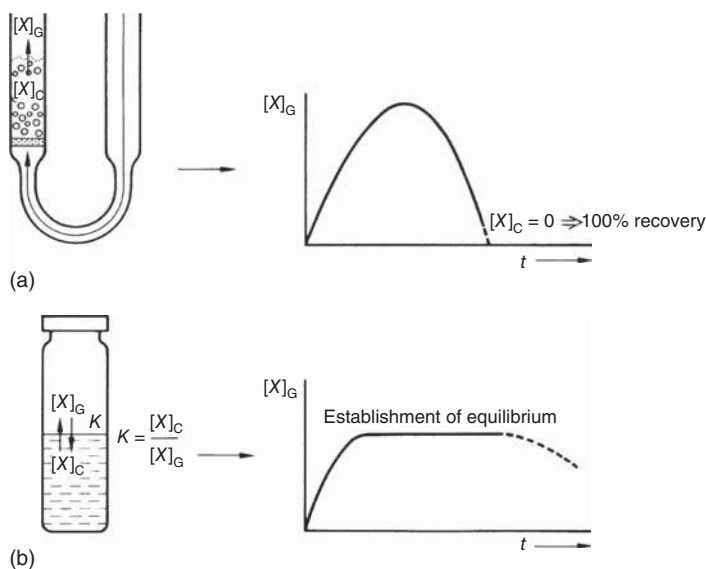 [X]G
[X]C
[X]G
[X]C = 0 ⇒ 100% recovery
t
(a)
[X]G
K
[X]C
K = [X]C / [X]G
[X]G
Establishment of equilibrium
t
(b)